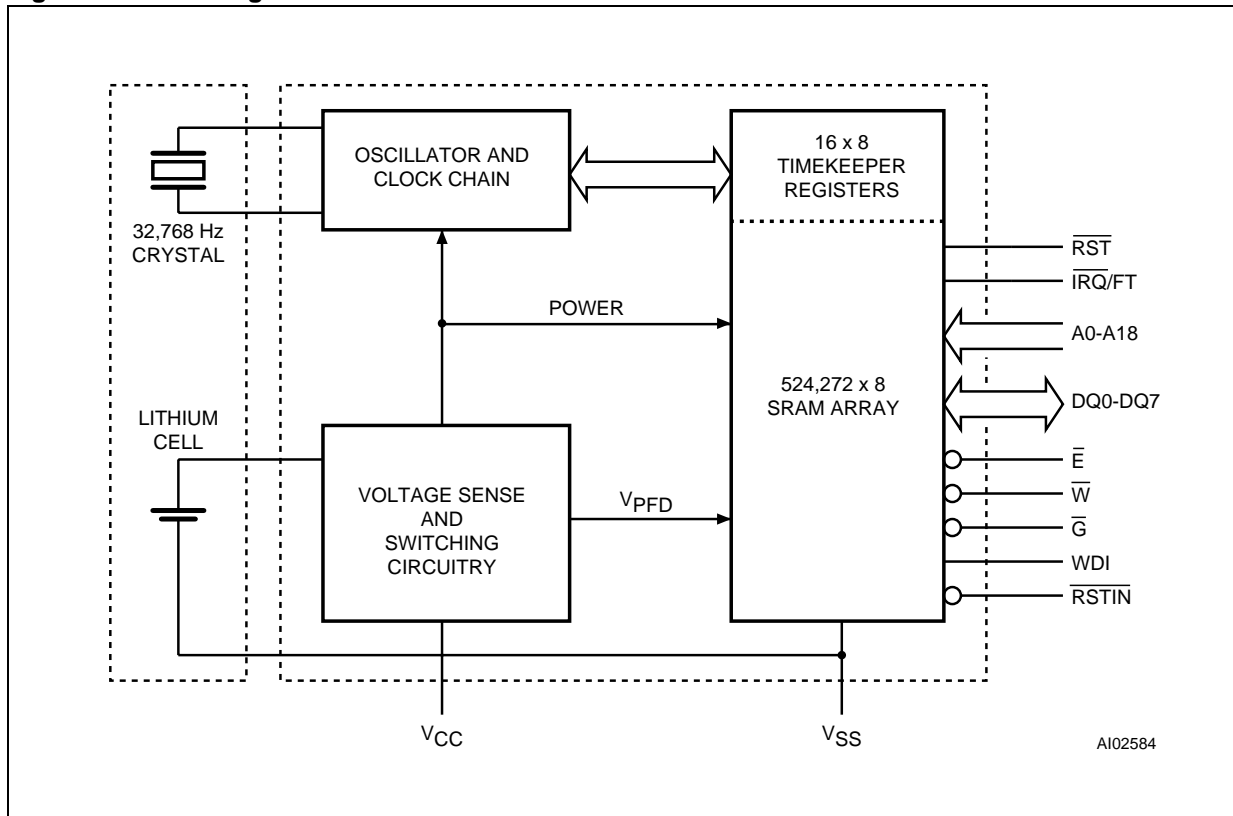 OSCILLATOR AND
CLOCK CHAIN
16 x 8
TIMEKEEPER
REGISTERS
32,768 Hz
CRYSTAL
RST
IRQ/FT
POWER
A0-A18
524,272 x 8
SRAM ARRAY
DQ0-DQ7
LITHIUM
CELL
E
VOLTAGE SENSE
AND
SWITCHING
CIRCUITRY
VPFD
W
G
WDI
RSTIN
VCC
VSS
AI02584